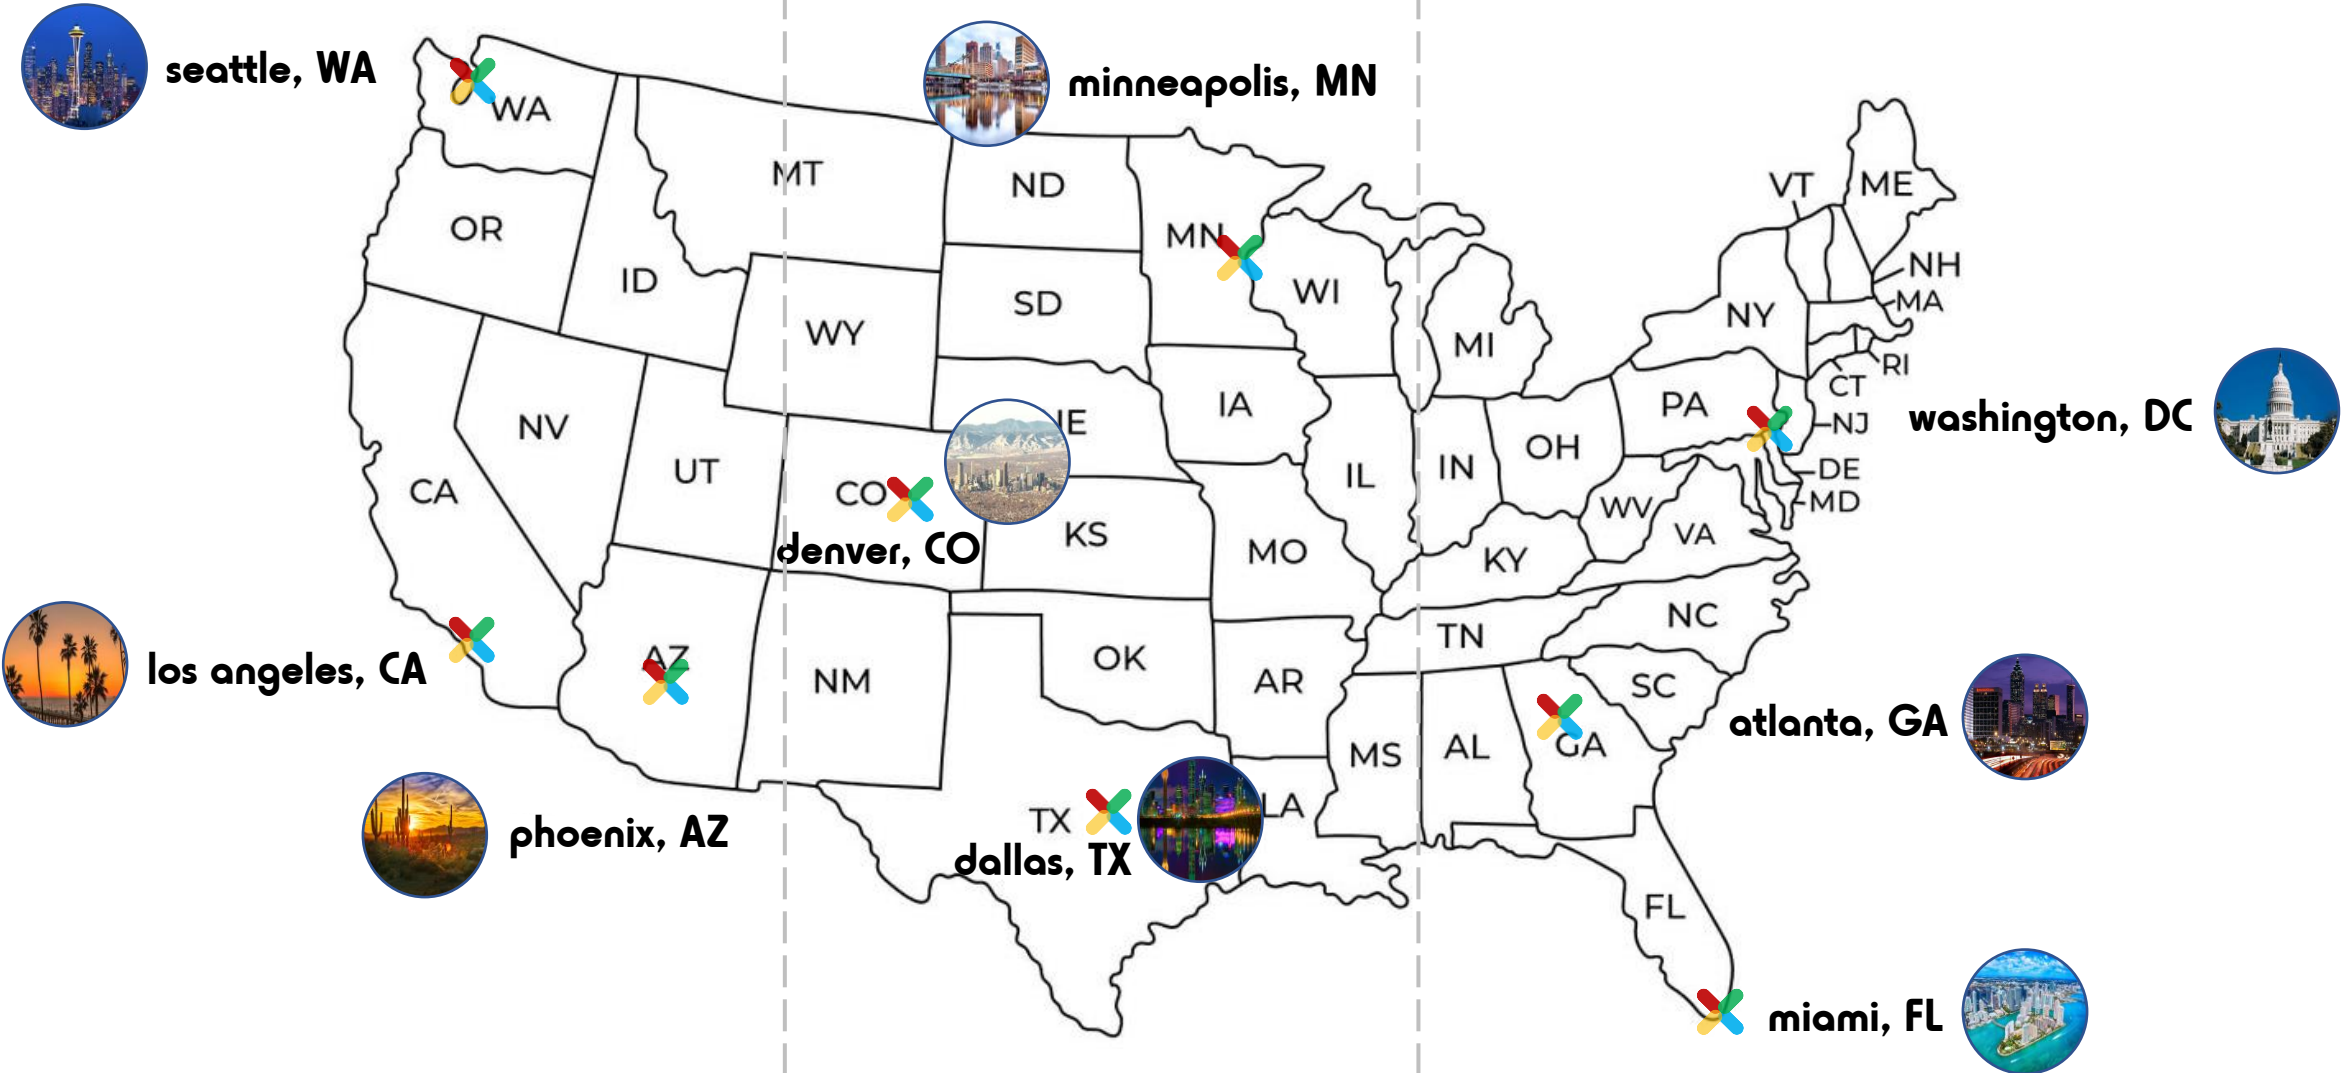 seattle, WA
minneapolis, MN
WA
MT
ND
VT
ME
OR
MN
ID
SD
WI
NH
MA
NY
WY
MI
RI
CT
IA
PA
NV
NJ
washington, DC
UT
OH
CA
CO
IL
IN
DE
MD
WV
denver, CO
KS
MO
VA
KY
NC
TN
los angeles, CA
AZ
NM
OK
AR
SC
atlanta, GA
MS
AL
GA
phoenix, AZ
TX
LA
dallas, TX
FL
miami, FL